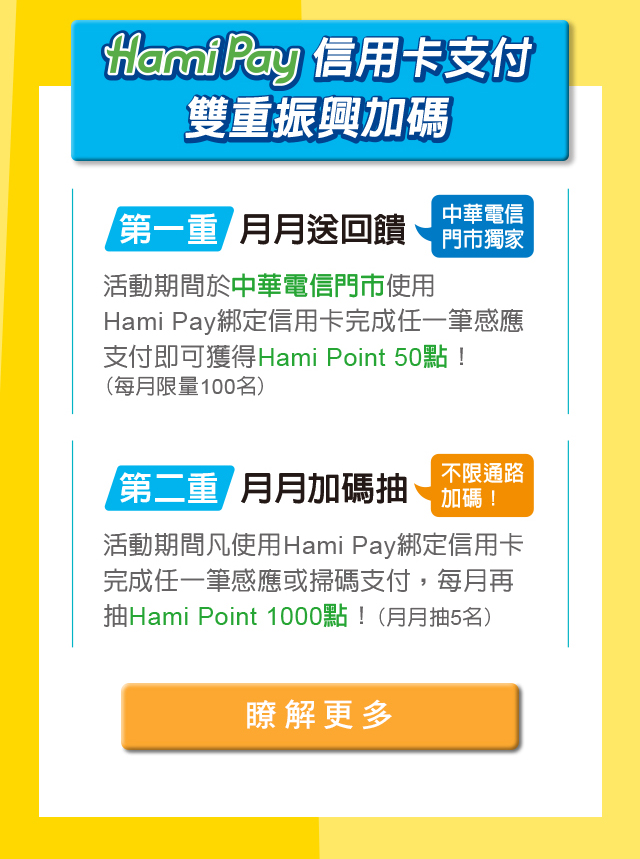 Hami Pay 信用卡支付
雙重振興加碼
第一重 月月送回饋 中華電信
門市獨家
活動期間於中華電信門市使用
Hami Pay綁定信用卡完成任一筆感應
支付即可獲得Hami Point 50點！
（每月限量100名）
第二重 月月加碼抽 不限通路
加碼！
活動期間凡使用Hami Pay綁定信用卡
完成任一筆感應或掃碼支付，每月再
抽Hami Point 1000點！（月月抽5名）
瞭解更多